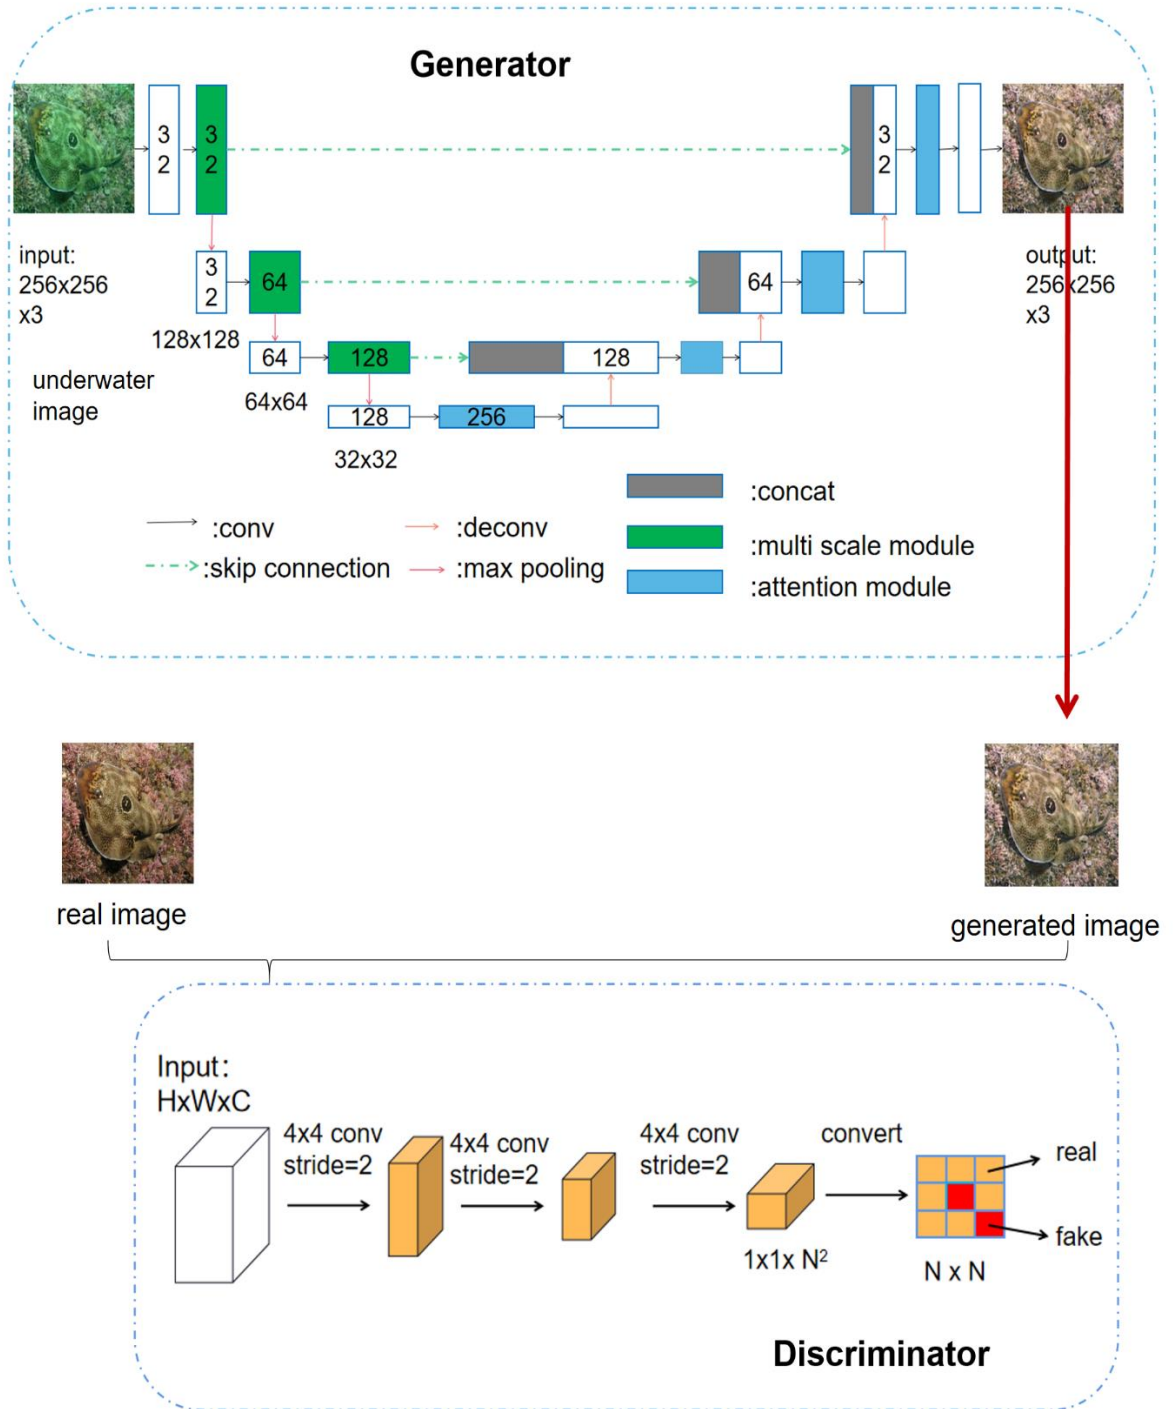 Generator
3
2
3
2
3
2
input:
256x256
x3
output:
256x256
x3
3
2
64
64
128x128
64
128
128
underwater
image
64x64
128
256
32x32
:concat
:conv
:deconv
:multi scale module
:skip connection
:max pooling
:attention module
real image
generated image
Input:
HxWxC
4x4 conv
stride=2
4x4 conv
stride=2
4x4 conv
stride=2
convert
real
fake
1x1x N²
N x N
Discriminator